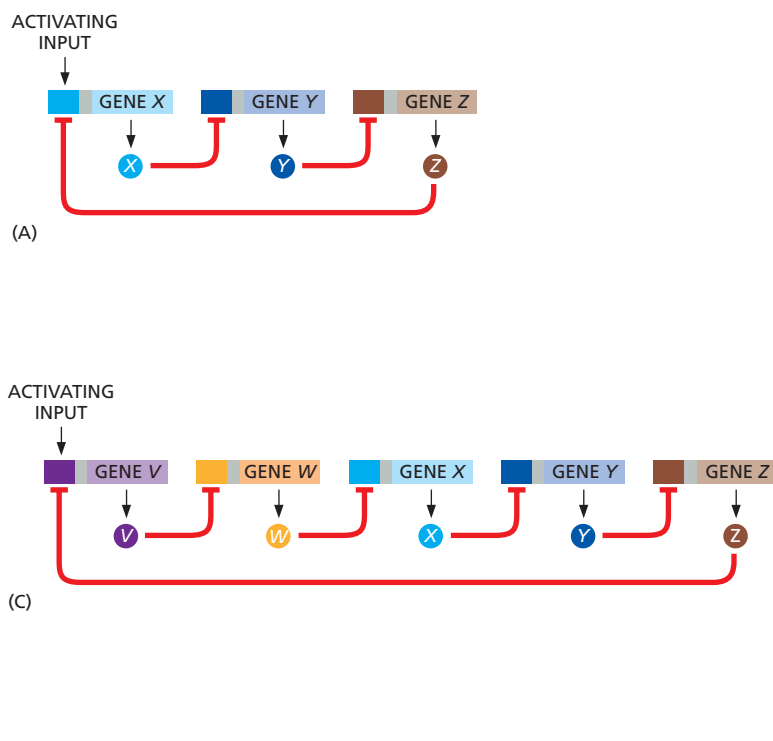 ACTIVATING
INPUT
GENE X GENE Y GENE Z
X Y Z
(A)
ACTIVATING
INPUT
GENE V GENE W GENE X GENE Y GENE Z
V W X Y Z
(C)